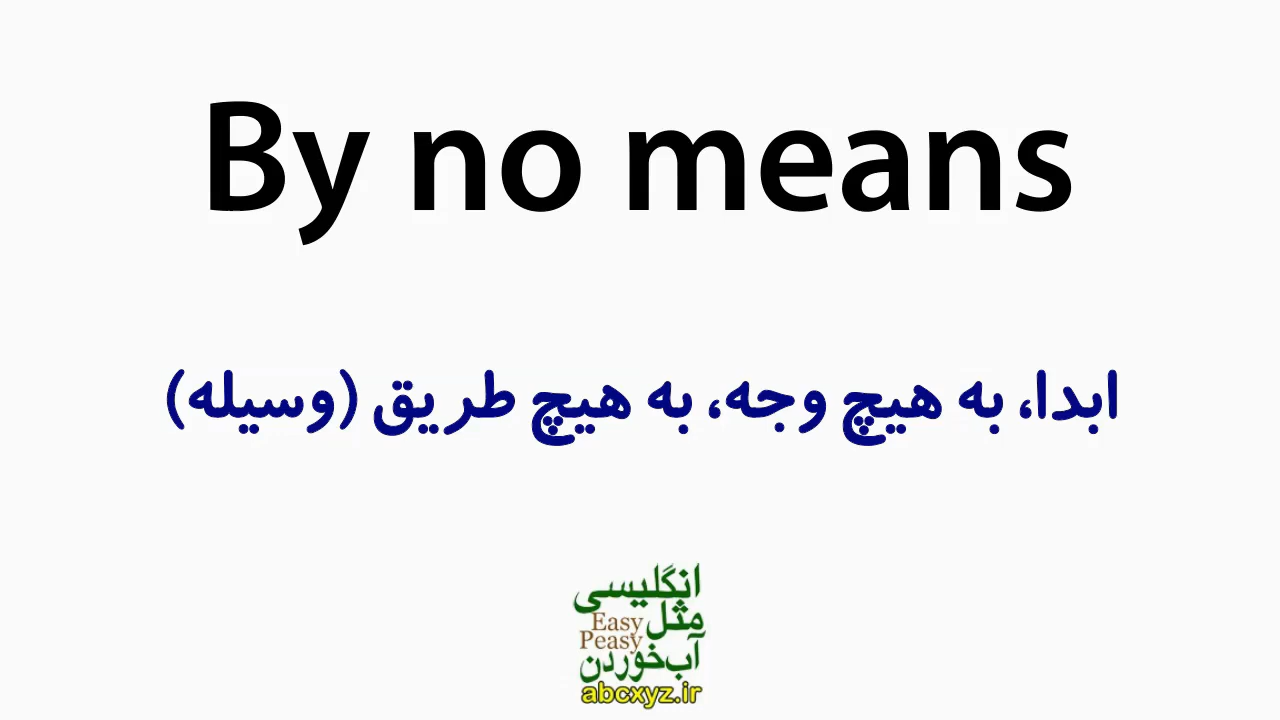 By no means
ابدا، به هیچ وجه، به هیچ طریق (وسیله)
انگلیسی
مثل
Easy
Peasy
آب‌خوردن
abcxyz.ir